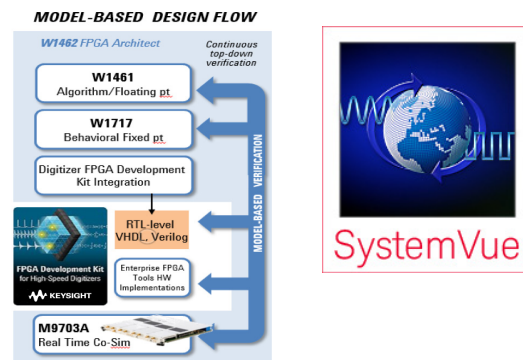 MODEL-BASED DESIGN FLOW
W1462 FPGA Architect
Continuous
top-down
verification
W1461
Algorithm/Floating pt
W1717
Behavioral Fixed pt
Digitizer FPGA Development
Kit Integration
MODEL-BASED VERIFICATION
RTL-level
VHDL, Verilog
FPGA Development Kit
for High-Speed Digitizers
KEYSIGHT
Enterprise FPGA
Tools HW
Implementations
M9703A
Real Time Co-Sim
SystemVue